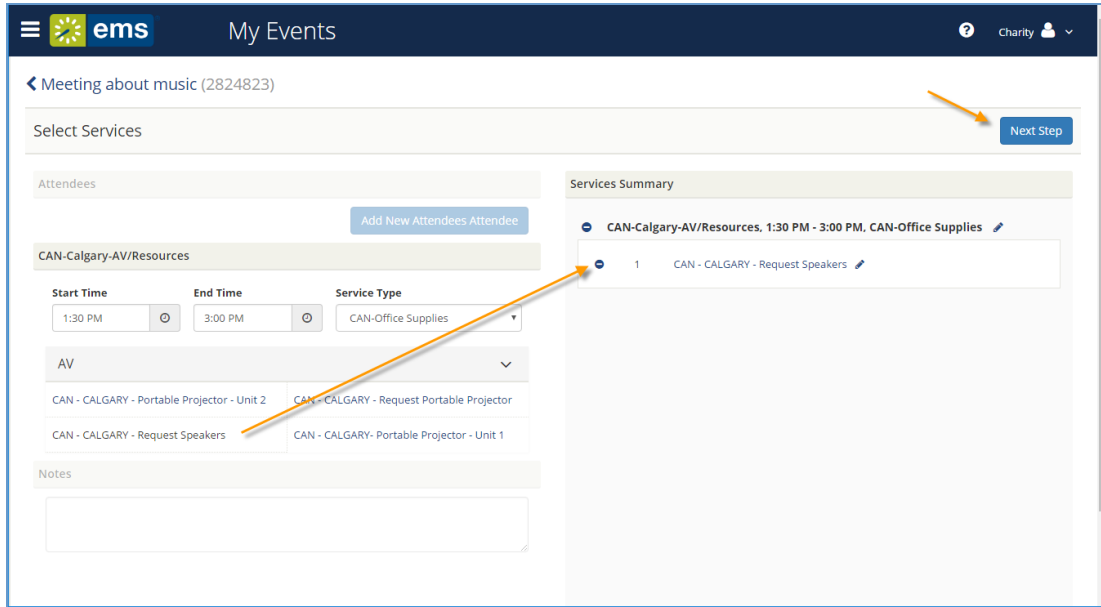 ems My Events Charity
Meeting about music (2824823)
Select Services Next Step
Attendees
Add New Attendees Attendee
CAN-Calgary-AV/Resources
Start Time End Time Service Type
1:30 PM 3:00 PM CAN-Office Supplies
AV
CAN - CALGARY - Portable Projector - Unit 2 CAN - CALGARY - Request Portable Projector
CAN - CALGARY - Request Speakers CAN - CALGARY- Portable Projector - Unit 1
Notes
Services Summary
CAN-Calgary-AV/Resources, 1:30 PM - 3:00 PM, CAN-Office Supplies
1 CAN - CALGARY - Request Speakers